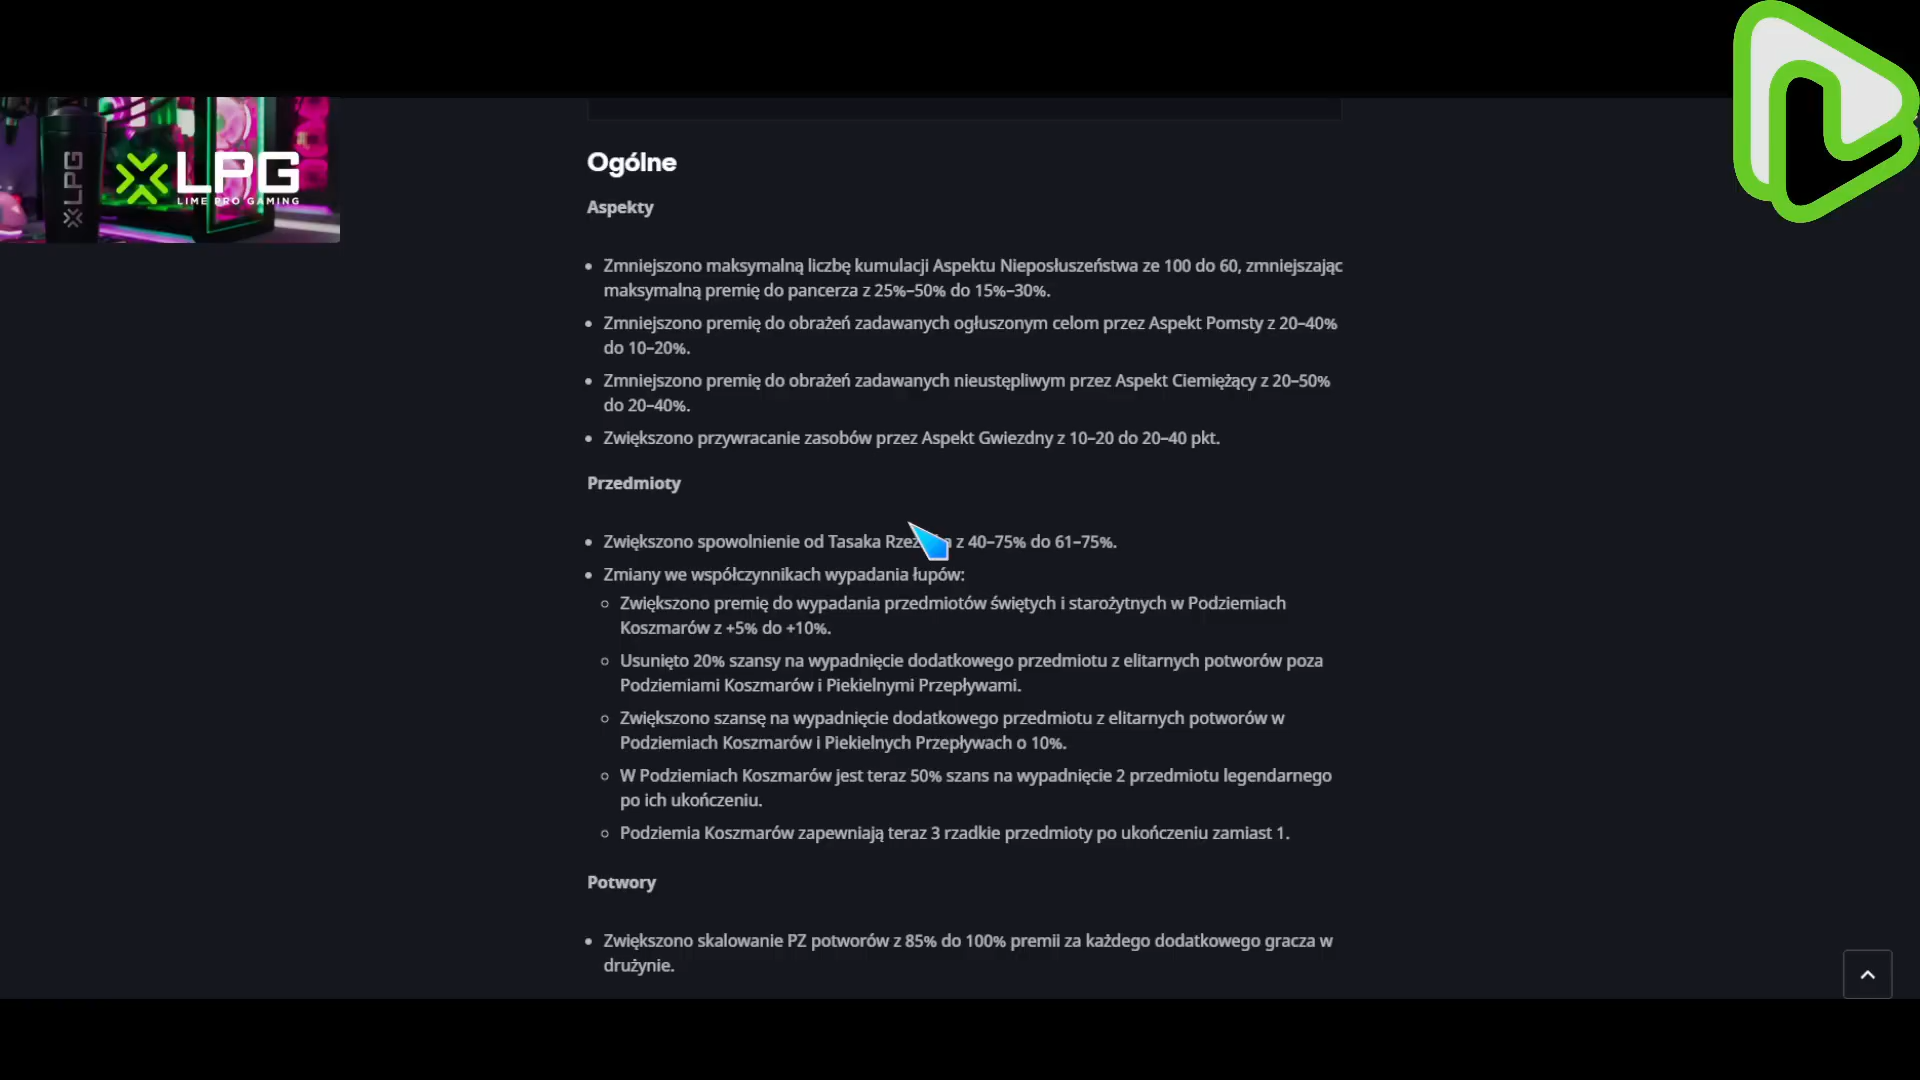 LPG
LPG
LIME PRO GAMING
Ogólne
Aspekty
Zmniejszono maksymalną liczbę kumulacji Aspektu Nieposłuszeństwa ze 100 do 60, zmniejszając
maksymalną premię do pancerza z 25%–50% do 15%–30%.
Zmniejszono premię do obrażeń zadawanych ogłuszonym celom przez Aspekt Pomsty z 20–40%
do 10–20%.
Zmniejszono premię do obrażeń zadawanych nieustępliwym przez Aspekt Ciemiężący z 20–50%
do 20–40%.
Zwiększono przywracanie zasobów przez Aspekt Gwiezdny z 10–20 do 20–40 pkt.
Przedmioty
Zwiększono spowolnienie od Tasaka z 40–75% do 61–75%.
Zmiany we współczynnikach wypadania łupów:
Zwiększono premię do wypadania przedmiotów świętych i starożytnych w Podziemiach
Koszmarów z +5% do +10%.
Usunięto 20% szansy na wypadnięcie dodatkowego przedmiotu z elitarnych potworów poza
Podziemiami Koszmarów i Piekielnymi Przepływami.
Zwiększono szansę na wypadnięcie dodatkowego przedmiotu z elitarnych potworów w
Podziemiach Koszmarów i Piekielnych Przepływach o 10%.
W Podziemiach Koszmarów jest teraz 50% szans na wypadnięcie 2 przedmiotu legendarnego
po ich ukończeniu.
Podziemia Koszmarów zapewniają teraz 3 rzadkie przedmioty po ukończeniu zamiast 1.
Potwory
Zwiększono skalowanie PZ potworów z 85% do 100% premii za każdego dodatkowego gracza w
drużynie.